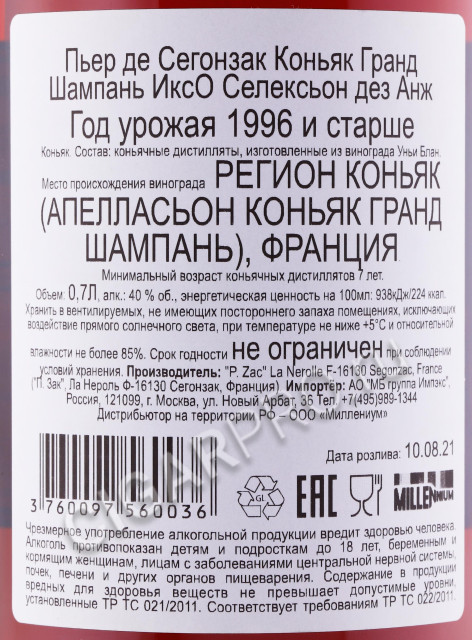 Пьер де Сегонзак Коньяк Гранд
Шампань ИксО Селексьон дез Анж
Год урожая 1996 и старше
Коньяк. Состав: коньячные дистилляты, изготовленные из винограда Уньи Блан.
Место происхождения винограда РЕГИОН КОНЬЯК
(АПЕЛЛАСЬОН КОНЬЯК ГРАНД
ШАМПАНЬ), ФРАНЦИЯ
Минимальный возраст коньячных дистиллятов 7 лет.
Объем: 0,7Л, алк.: 40 % об., энергетическая ценность на 100мл: 938кДж/224 ккал.
Хранить в вентилируемых, не имеющих постороннего запаха помещениях, исключающих
воздействие прямого солнечного света, при температуре не ниже +5°С и относительной
влажности не более 85%. Срок годности не ограничен при соблюдении
условий хранения. Производитель: "P. Zac" La Nerolle F-16130 Segonzac, France
("П. Зак", Ла Нероль Ф-16130 Сегонзак, Франция). Импортер: АО "МБ Группа Импэкс",
Россия, 121099, г. Москва, ул. Новый Арбат, 35 Тел +7(495)989-1344
Дистрибьютор на территории РФ – ООО «Миллениум»
Дата розлива: 10.08.21
3 760097 560036
GL
EAC
MILLENNIUM
CIGARPRO.RU
Чрезмерное употребление алкогольной продукции вредит здоровью человека.
Алкоголь противопоказан детям и подросткам до 18 лет, беременным и
кормящим женщинам, лицам с заболеваниями центральной нервной системы,
почек, печени и других органов пищеварения. Содержание в продукции
вредных для здоровья веществ не превышает допустимые уровни,
установленные ТР ТС 021/2011. Соответствует требованиям ТР ТС 022/2011.